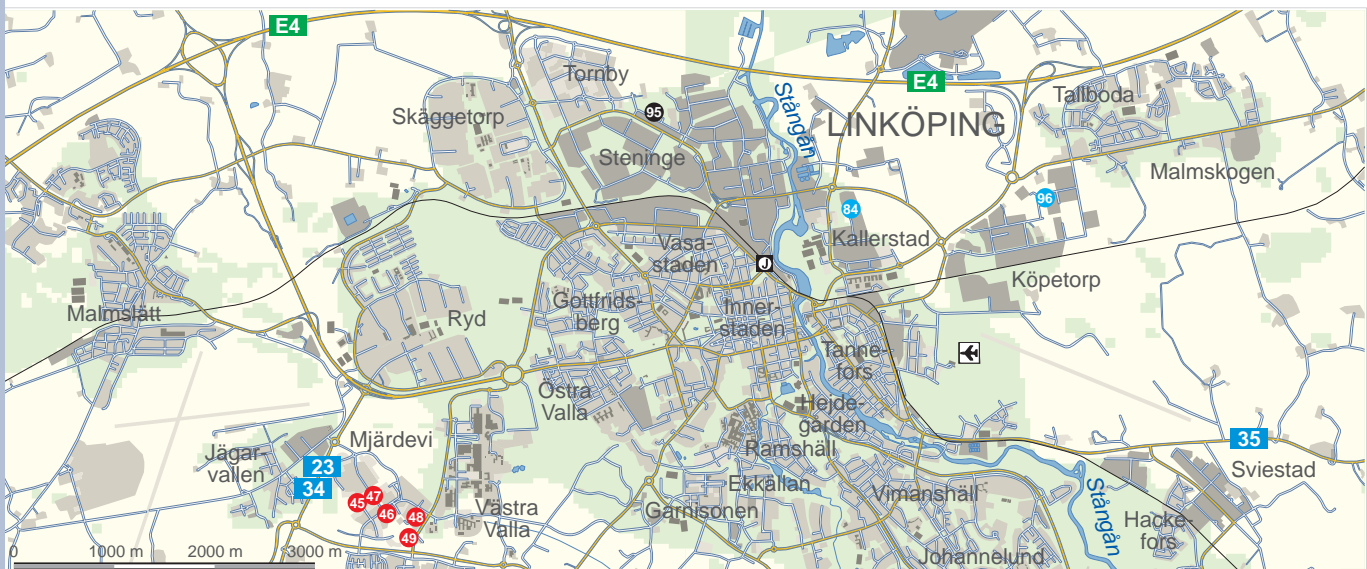 E4
Tornby
E4
Tallboda
Stångån
95
Skäggetorp
LINKÖPING
Steninge
Malmskogen
96
84
Kallerstad
Vasa-
staden
J
Köpetorp
Malmslätt
Ryd
Gottfrids-
berg
Inner-
staden
Tanne-
fors
Östra
Valla
Hejde-
gården
Mjärdevi
Jägar-
vallen
Ramshäll
35
Sviestad
23
34
Ekkällan
Vimanshäll
Stångån
45
47
46
48
49
Västra
Valla
Garnisonen
Hacke-
fors
Johannelund
0
1000 m
2000 m
3000 m